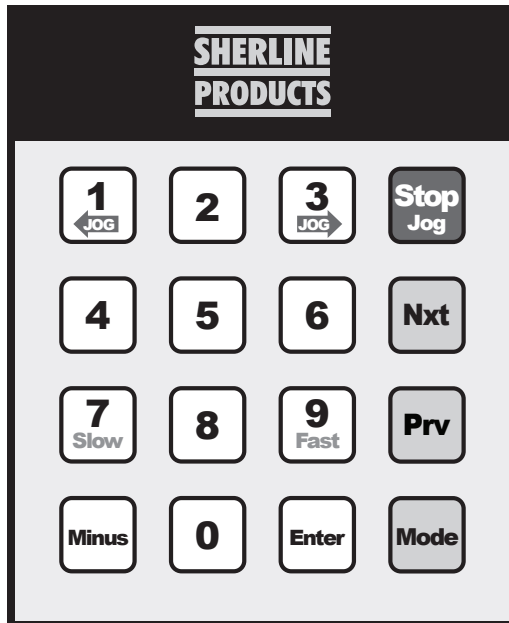 SHERLINE
PRODUCTS
1 2 3 Stop
JOG JOG Jog
4 5 6 Nxt
7 8 9 Prv
Slow Fast
Minus 0 Enter Mode